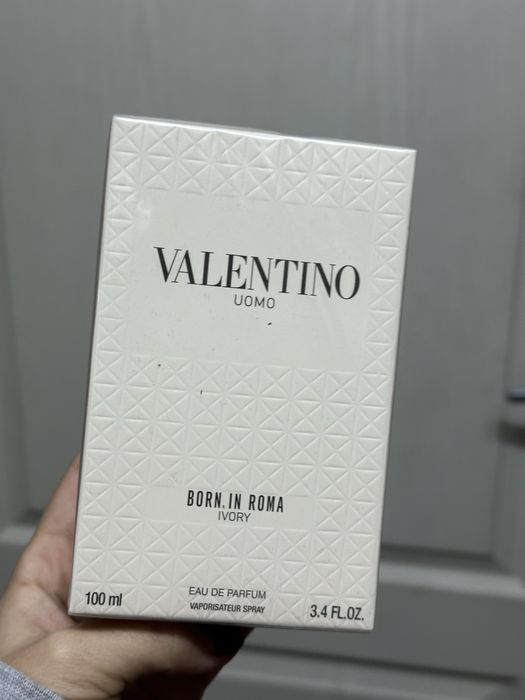 VALENTINO
UOMO
BORN IN ROMA
IVORY
EAU DE PARFUM
100 ml VAPORISATEUR SPRAY 3.4 FL.OZ.